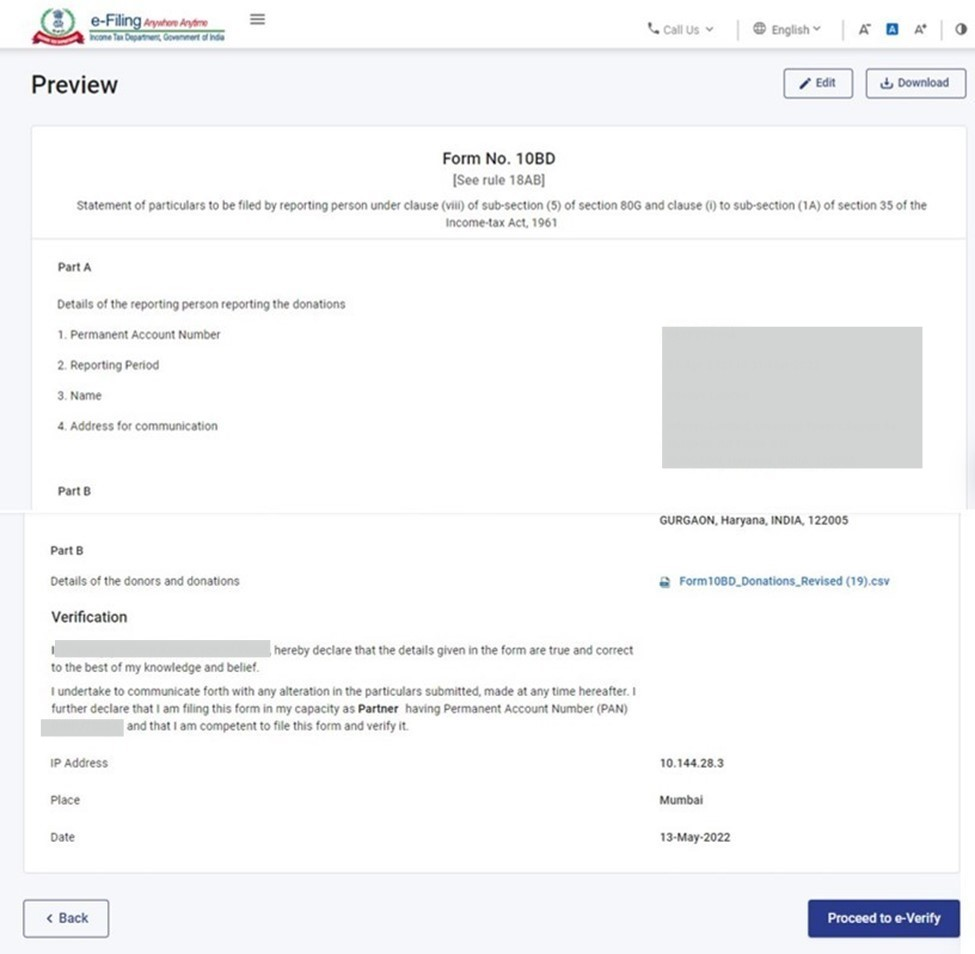 e-Filing Anywhere Anytime
Income Tax Department, Government of India
Call Us
English
A-
A
A+
Preview
Edit
Download
Form No. 10BD
[See rule 18AB]
Statement of particulars to be filed by reporting person under clause (viii) of sub-section (5) of section 80G and clause (i) to sub-section (1A) of section 35 of the
Income-tax Act, 1961
Part A
Details of the reporting person reporting the donations
1. Permanent Account Number
2. Reporting Period
3. Name
4. Address for communication
Part B
GURGAON, Haryana, INDIA, 122005
Part B
Details of the donors and donations
Form10BD_Donations_Revised (19).csv
Verification
I , hereby declare that the details given in the form are true and correct
to the best of my knowledge and belief.
I undertake to communicate forth with any alteration in the particulars submitted, made at any time hereafter. I
further declare that I am filing this form in my capacity as Partner having Permanent Account Number (PAN)
and that I am competent to file this form and verify it.
IP Address
10.144.28.3
Place
Mumbai
Date
13-May-2022
< Back
Proceed to e-Verify